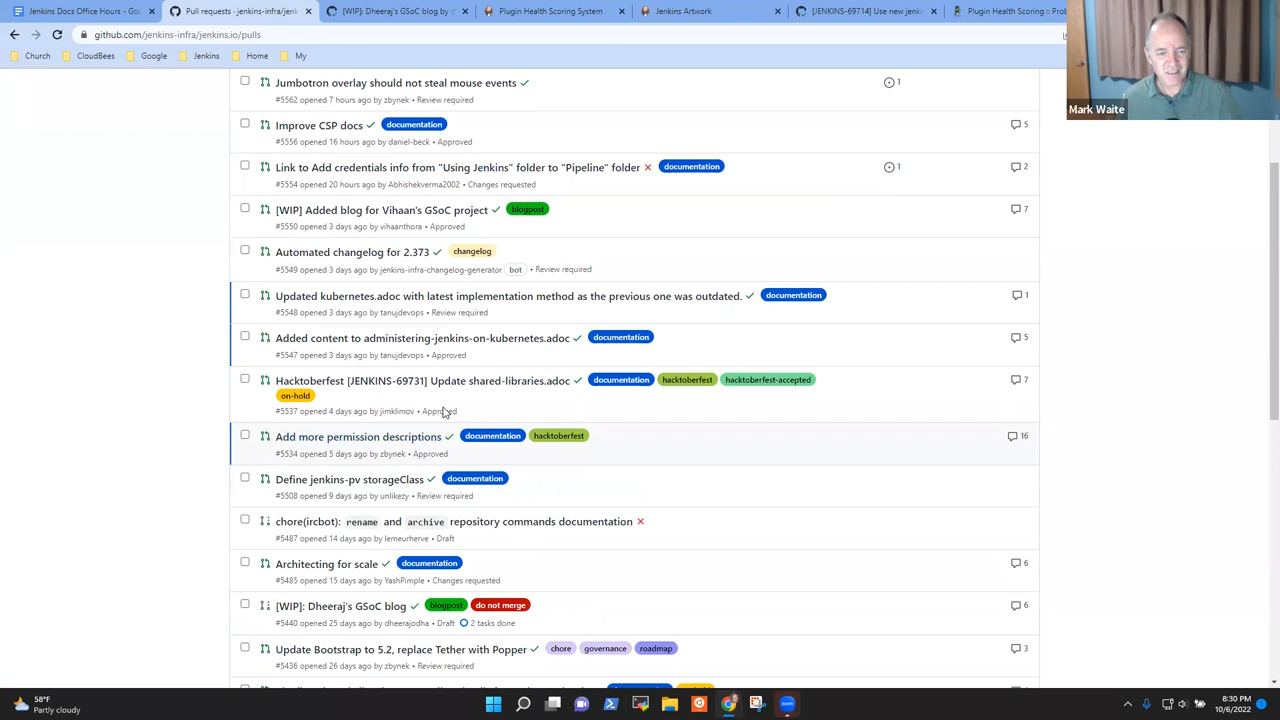 Jenkins Docs Office Hours - Goo
Pull requests · jenkins-infra/jenk
[WIP]: Dheeraj's GSoC blog by d
Plugin Health Scoring System
Jenkins Artwork
[JENKINS-69714] Use new jenk
Plugin Health Scoring :: Prob
github.com/jenkins-infra/jenkins.io/pulls
Church
CloudBees
Google
Jenkins
Home
My
Mark Waite
Jumbotron overlay should not steal mouse events
1
#5562 opened 7 hours ago by zbynek • Review required
Improve CSP docs documentation
5
#5556 opened 16 hours ago by daniel-beck • Approved
Link to Add credentials info from "Using Jenkins" folder to "Pipeline" folder documentation
1
2
#5554 opened 20 hours ago by Abhishekverma2002 • Changes requested
[WIP] Added blog for Vihaan's GSoC project blogpost
7
#5550 opened 3 days ago by vihaanthora • Approved
Automated changelog for 2.373 changelog
#5549 opened 3 days ago by jenkins-infra-changelog-generator bot • Review required
Updated kubernetes.adoc with latest implementation method as the previous one was outdated. documentation
1
#5548 opened 3 days ago by tanujdevops • Review required
Added content to administering-jenkins-on-kubernetes.adoc documentation
5
#5547 opened 3 days ago by tanujdevops • Approved
Hacktoberfest [JENKINS-69731] Update shared-libraries.adoc documentation hacktoberfest hacktoberfest-accepted
7
on-hold
#5537 opened 4 days ago by jimklimov • Approved
Add more permission descriptions documentation hacktoberfest
16
#5534 opened 5 days ago by zbynek • Approved
Define jenkins-pv storageClass documentation
#5508 opened 9 days ago by unlikezy • Review required
chore(ircbot): rename and archive repository commands documentation
#5487 opened 14 days ago by lemeurherve • Draft
Architecting for scale documentation
6
#5485 opened 15 days ago by YashPimple • Changes requested
[WIP]: Dheeraj's GSoC blog blogpost do not merge
6
#5440 opened 25 days ago by dheerajodha • Draft 2 tasks done
Update Bootstrap to 5.2, replace Tether with Popper chore governance roadmap
3
#5436 opened 26 days ago by zbynek • Review required
58°F
Partly cloudy
8:30 PM
10/6/2022